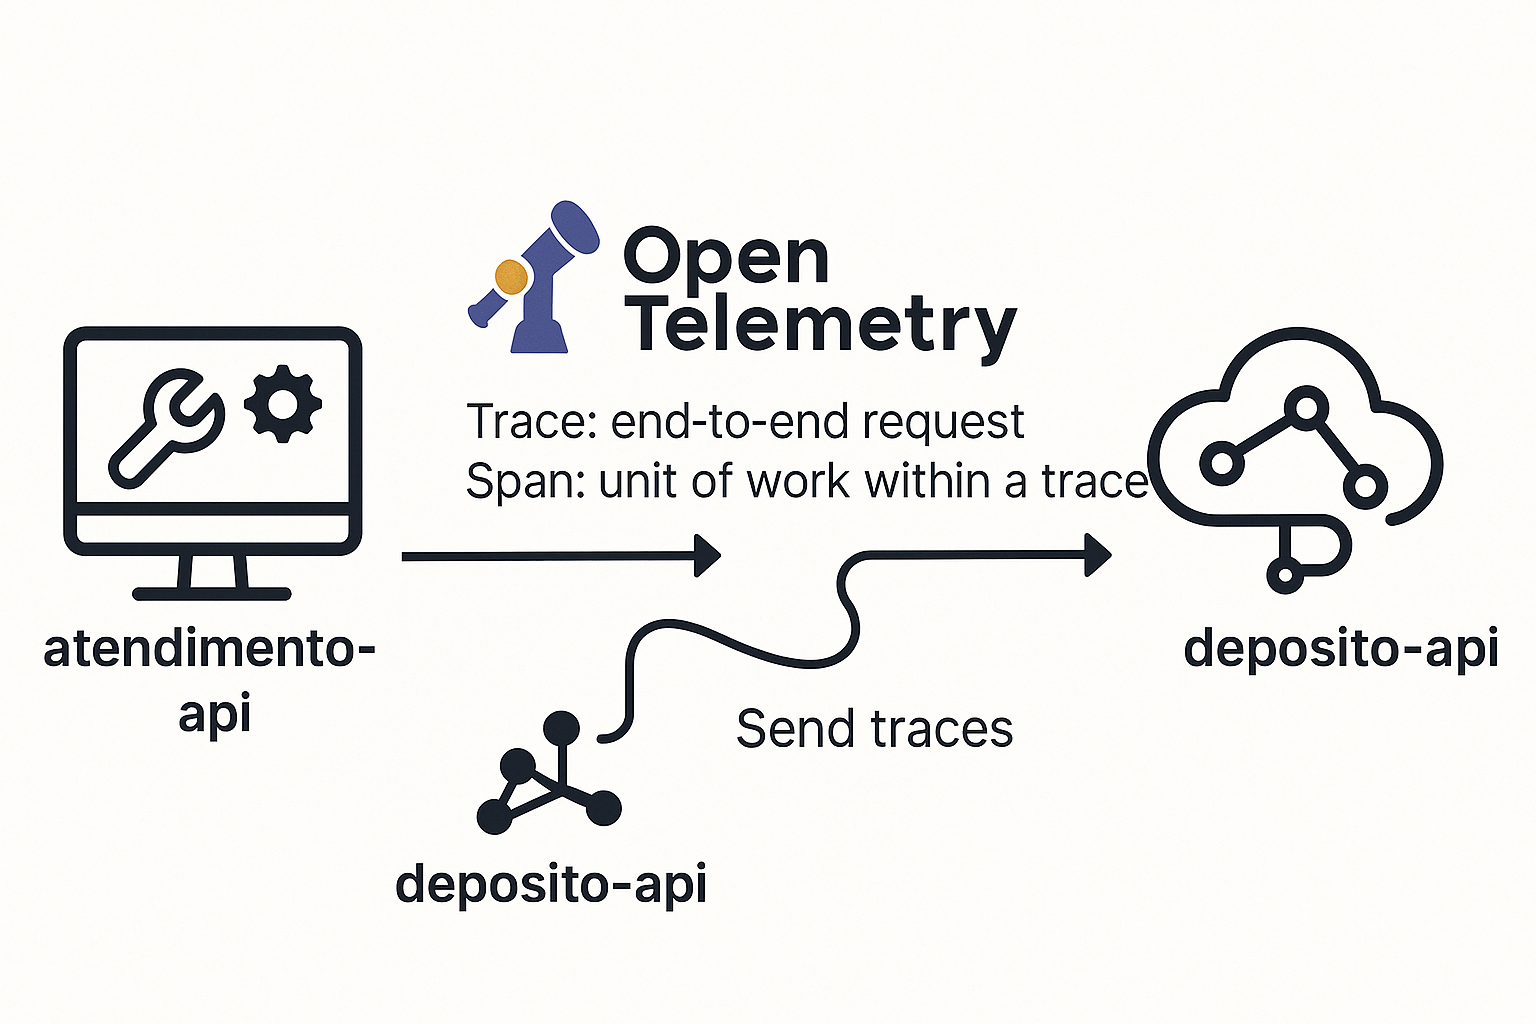 Open
Telemetry
Trace: end-to-end request
Span: unit of work within a trace
atendimento-
api
deposito-api
Send traces
deposito-api